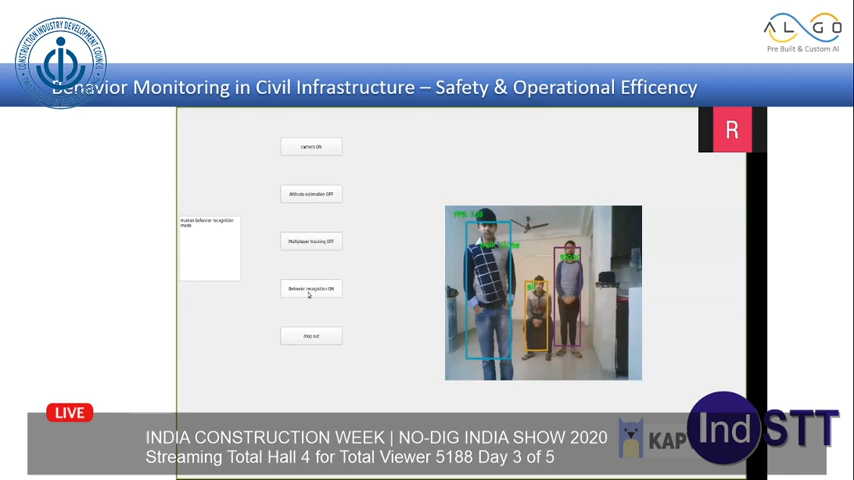 CONSTRUCTION INDUSTRY DEVELOPMENT COUNCIL
ALGO
Pre Built & Custom AI
Behavior Monitoring in Civil Infrastructure – Safety & Operational Efficency
R
camera ON
Attitude estimation OFF
Human behavior recognition
mode
Multiplayer tracking OFF
Behavior recognition ON
drop out
sit
LIVE
INDIA CONSTRUCTION WEEK | NO-DIG INDIA SHOW 2020
Streaming Total Hall 4 for Total Viewer 5188 Day 3 of 5
KAP
IndSTT